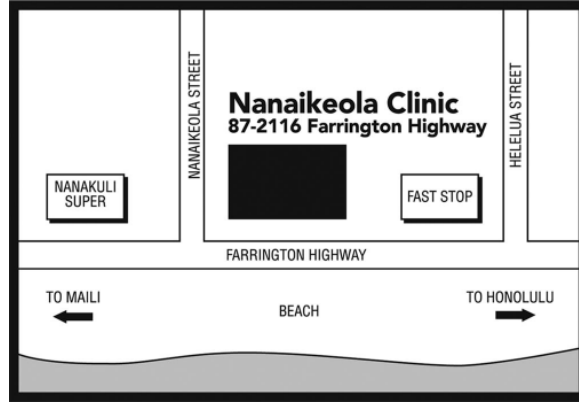 NANAIKEOLA STREET
HELELUA STREET
Nanaikeola Clinic
87-2116 Farrington Highway
NANAKULI
SUPER
FAST STOP
FARRINGTON HIGHWAY
TO MAILI
BEACH
TO HONOLULU